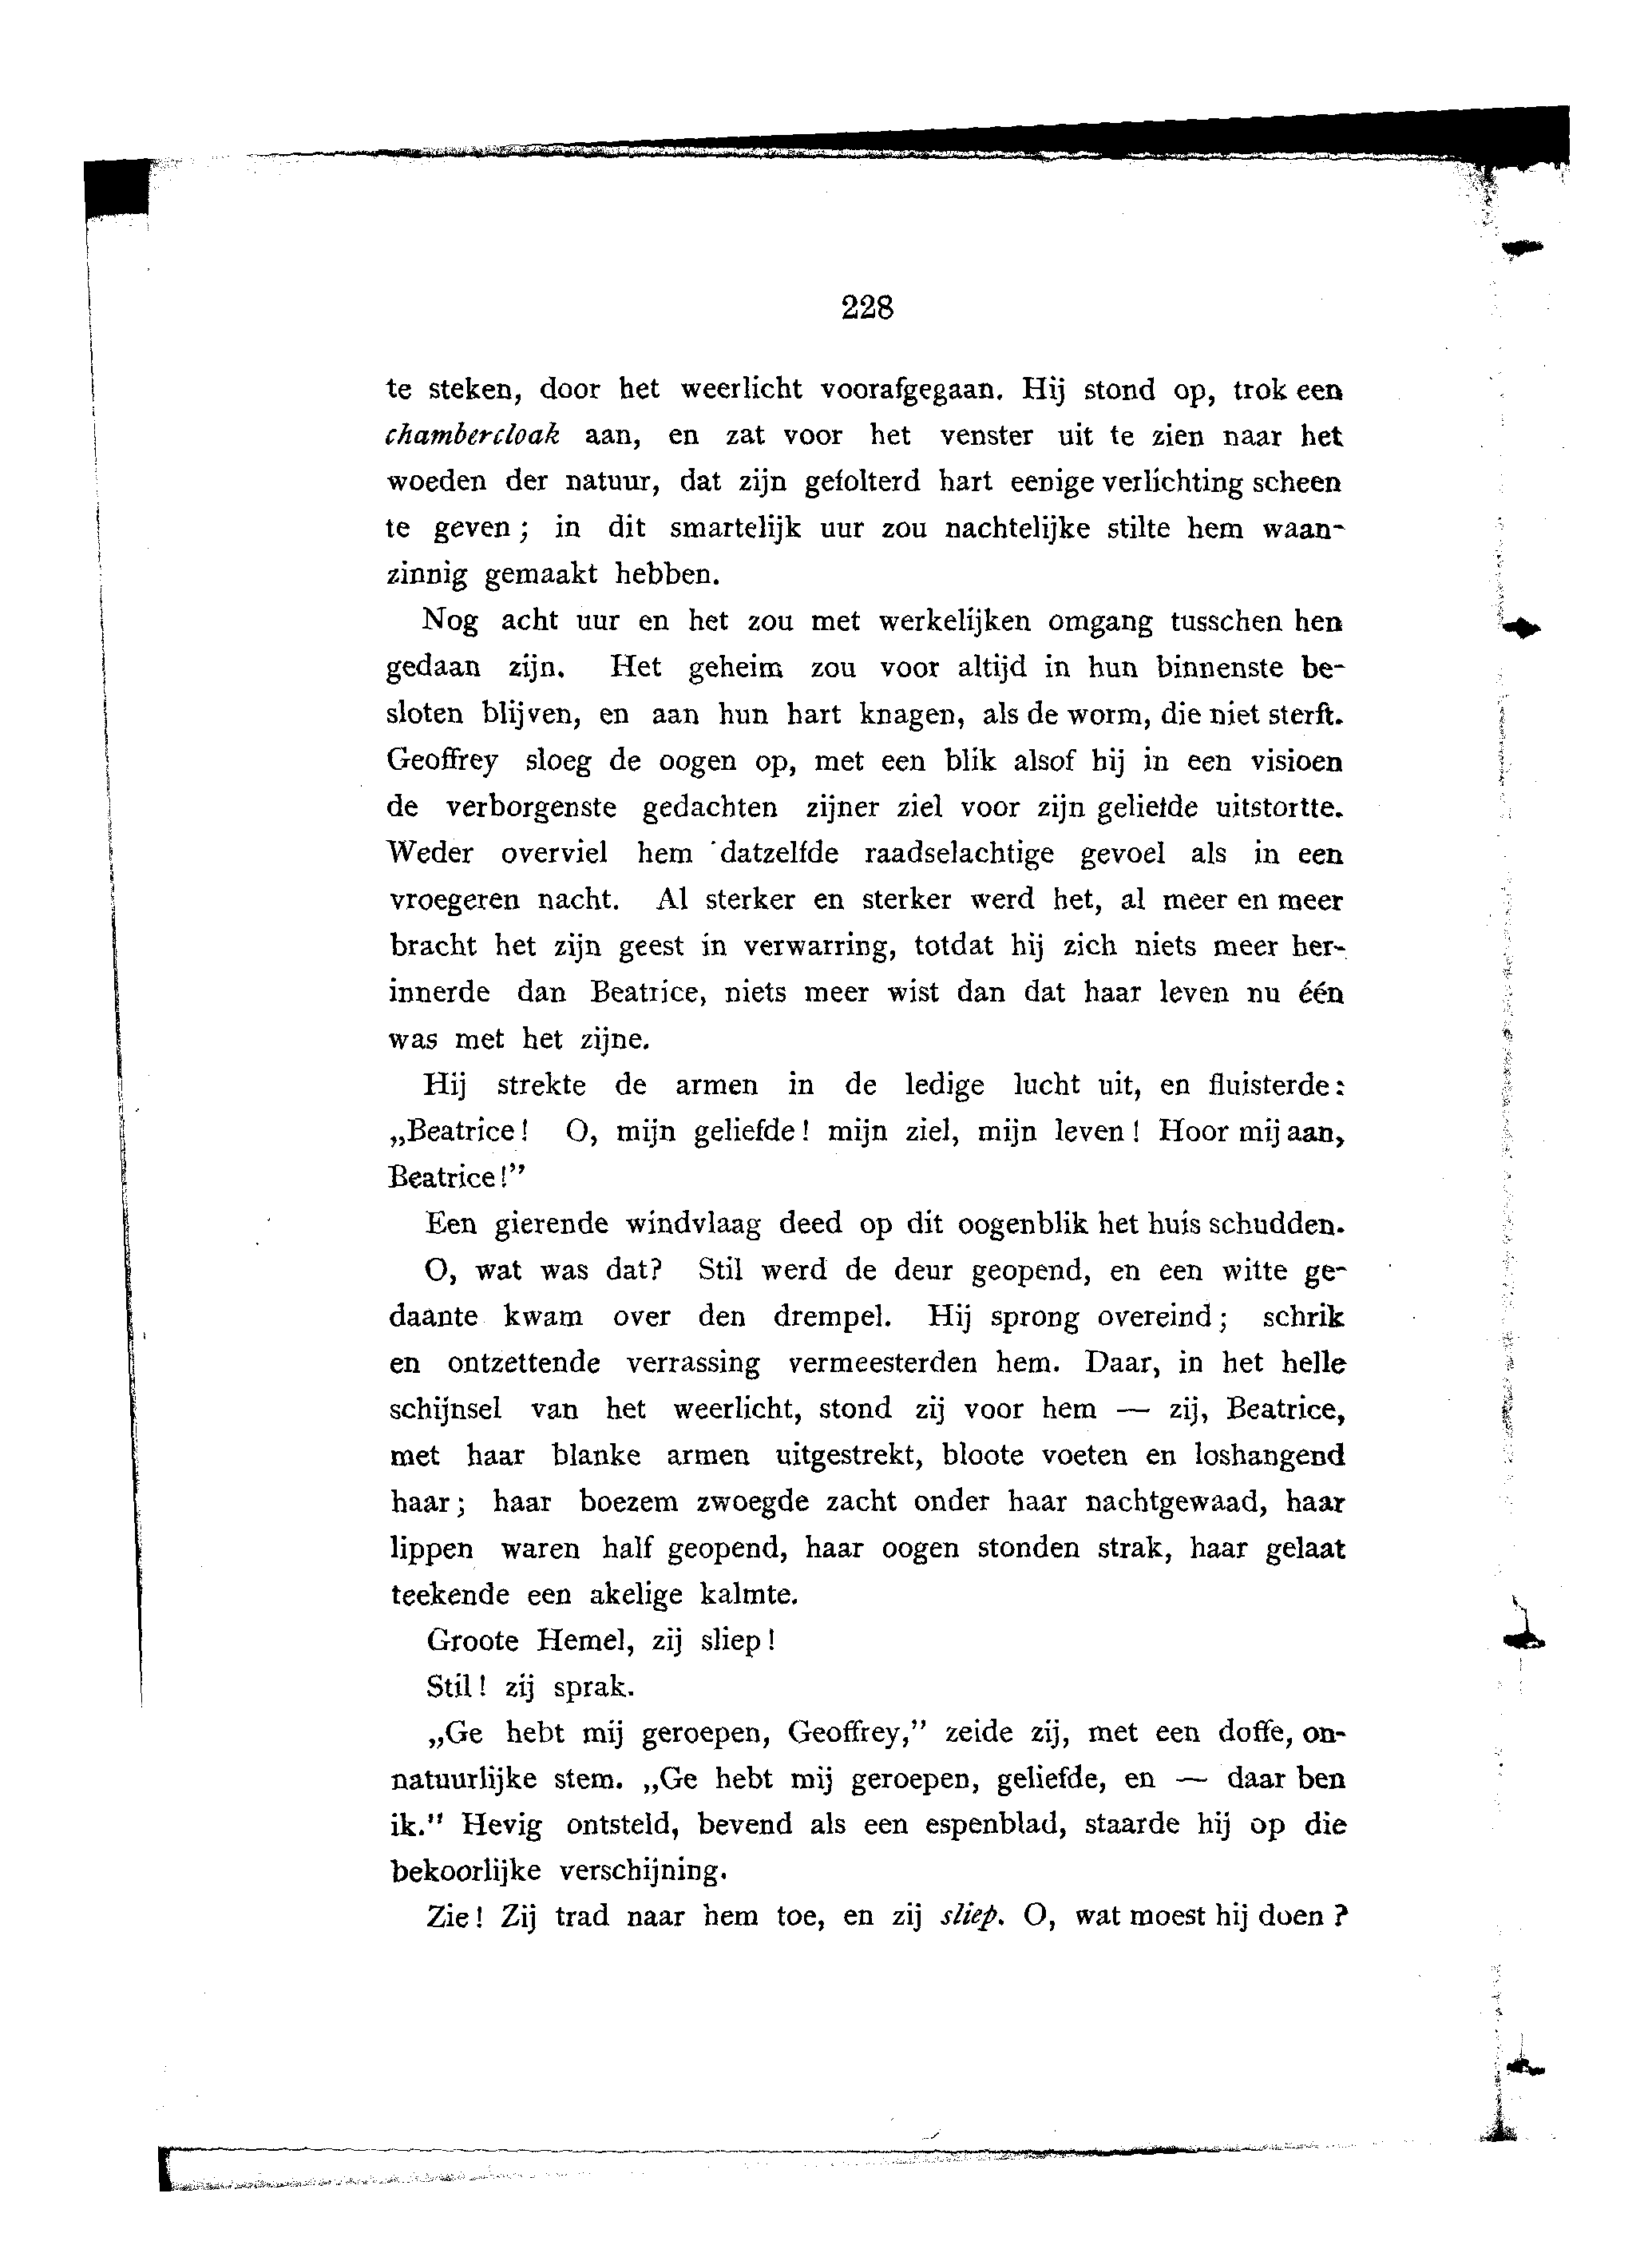 228
te steken, door het weerlicht voorafgegaan. Hij stond op, trok een
chambercloak aan, en zat voor het venster uit te zien naar het
woeden der natuur, dat zijn gefolterd hart eenige verlichting scheen
te geven; in dit smartelijk uur zou nachtelijke stilte hem waan-
zinnig gemaakt hebben.
Nog acht uur en het zou met werkelijken omgang tusschen hen
gedaan zijn. Het geheim zou voor altijd in hun binnenste be-
sloten blijven, en aan hun hart knagen, als de worm, die niet sterft.
Geoffrey sloeg de oogen op, met een blik alsof hij in een visioen
de verborgenste gedachten zijner ziel voor zijn geliefde uitstortte.
Weder overviel hem datzelfde raadselachtige gevoel als in een
vroegeren nacht. Al sterker en sterker werd het, al meer en meer
bracht het zijn geest in verwarring, totdat hij zich niets meer her-
innerde dan Beatrice, niets meer wist dan dat haar leven nu één
was met het zijne.
Hij strekte de armen in de ledige lucht uit, en fluisterde:
„Beatrice! O, mijn geliefde! mijn ziel, mijn leven! Hoor mij aan,
Beatrice!”
Een gierende windvlaag deed op dit oogenblik het huis schudden.
O, wat was dat? Stil werd de deur geopend, en een witte ge-
daante kwam over den drempel. Hij sprong overeind; schrik
en ontzettende verrassing vermeesterden hem. Daar, in het helle
schijnsel van het weerlicht, stond zij voor hem — zij, Beatrice,
met haar blanke armen uitgestrekt, bloote voeten en loshangend
haar; haar boezem zwoegde zacht onder haar nachtgewaad, haar
lippen waren half geopend, haar oogen stonden strak, haar gelaat
teekende een akelige kalmte.
Groote Hemel, zij sliep!
Stil! zij sprak.
„Ge hebt mij geroepen, Geoffrey,” zeide zij, met een doffe, on-
natuurlijke stem. „Ge hebt mij geroepen, geliefde, en — daar ben
ik." Hevig ontsteld, bevend als een espenblad, staarde hij op die
bekoorlijke verschijning.
Zie! Zij trad naar hem toe, en zij sliep. O, wat moest hij doen?